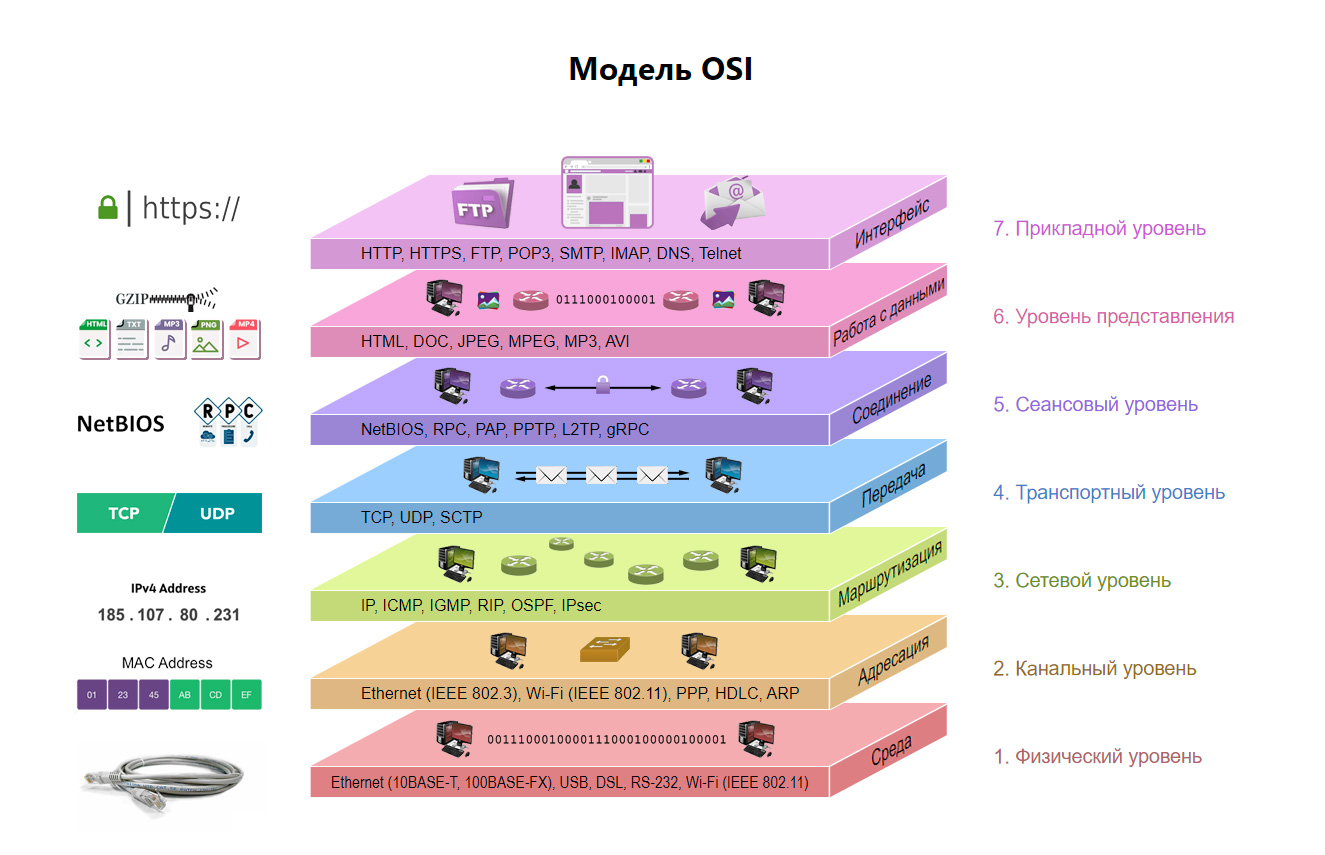 Модель OSI
https://
FTP
@
Интерфейс
HTTP, HTTPS, FTP, POP3, SMTP, IMAP, DNS, Telnet
7. Прикладной уровень
GZIP
HTML TXT MP3 PNG MP4
0111000100001
Работа с данными
HTML, DOC, JPEG, MPEG, MP3, AVI
6. Уровень представления
NetBIOS
R P C
Соединение
NetBIOS, RPC, PAP, PPTP, L2TP, gRPC
5. Сеансовый уровень
TCP UDP
Передача
TCP, UDP, SCTP
4. Транспортный уровень
IPv4 Address
185 . 107 . 80 . 231
Маршрутизация
IP, ICMP, IGMP, RIP, OSPF, IPsec
3. Сетевой уровень
MAC Address
01 23 45 AB CD EF
Адресация
Ethernet (IEEE 802.3), Wi-Fi (IEEE 802.11), PPP, HDLC, ARP
2. Канальный уровень
0011100010000111000100000100001
Среда
Ethernet (10BASE-T, 100BASE-FX), USB, DSL, RS-232, Wi-Fi (IEEE 802.11)
1. Физический уровень